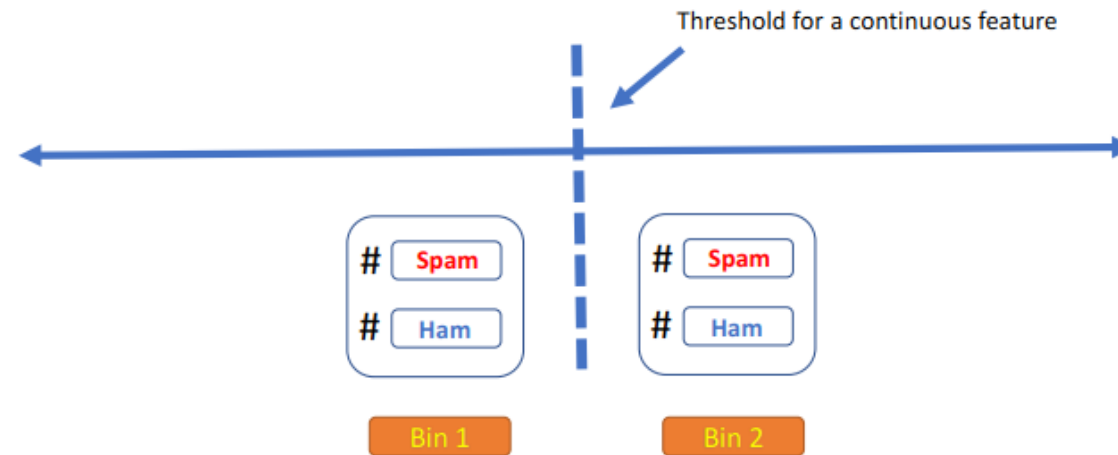 Threshold for a continuous feature
# Spam # Spam
# Ham # Ham
Bin 1 Bin 2